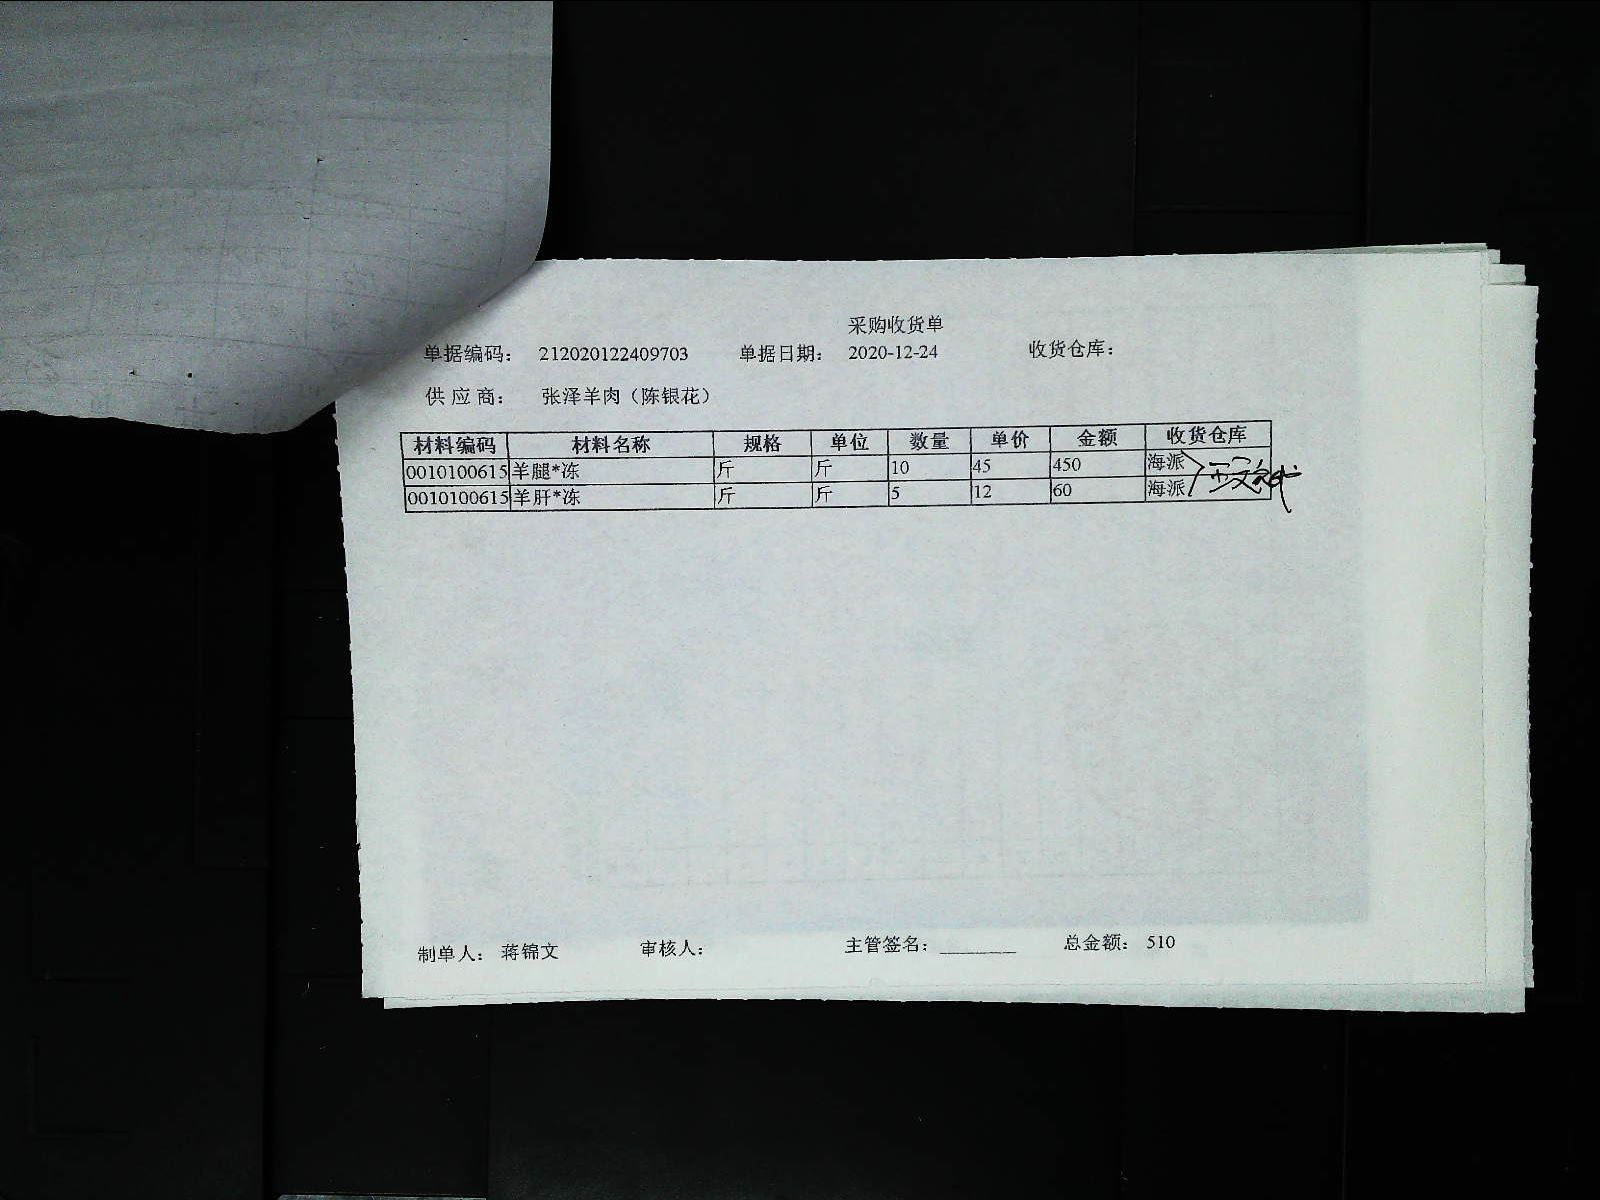 采购收货单
单据编码： 212020122409703 单据日期： 2020-12-24 收货仓库：
供 应 商： 张泽羊肉（陈银花）
材料编码 材料名称 规格 单位 数量 单价 金额 收货仓库
0010100615 羊腿*冻 斤 斤 10 45 450 海派
0010100615 羊肝*冻 斤 斤 5 12 60 海派
制单人： 蒋锦文 审核人： 主管签名：______ 总金额： 510